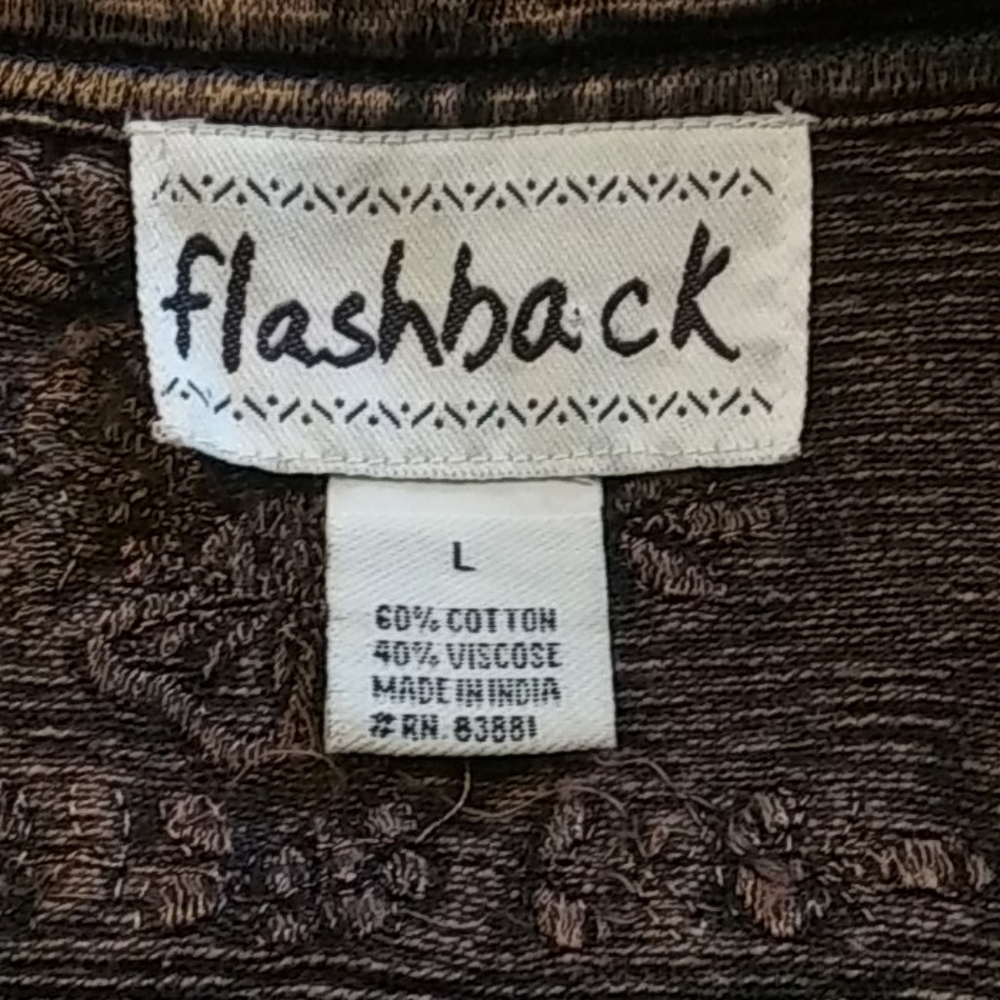 flashback
L
60% COTTON
40% VISCOSE
MADE IN INDIA
#RN. 83881